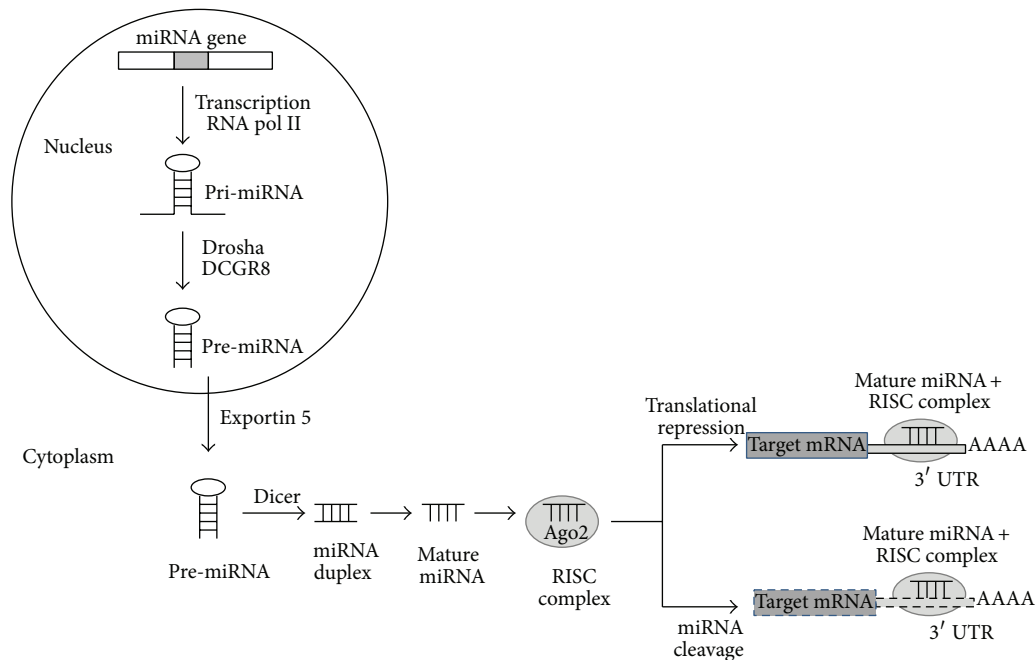 miRNA gene
Transcription
RNA pol II
Nucleus
Pri-miRNA
Drosha
DCGR8
Pre-miRNA
Exportin 5
Cytoplasm
Dicer
Pre-miRNA
miRNA
duplex
Mature
miRNA
Ago2
RISC
complex
Translational
repression
Mature miRNA +
RISC complex
Target mRNA
AAAA
3′ UTR
miRNA
cleavage
Mature miRNA +
RISC complex
Target mRNA
AAAA
3′ UTR